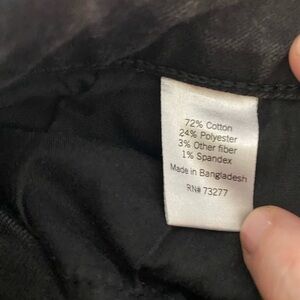 72% Cotton
24% Polyester
3% Other fiber
1% Spandex
Made in Bangladesh
RN# 73277